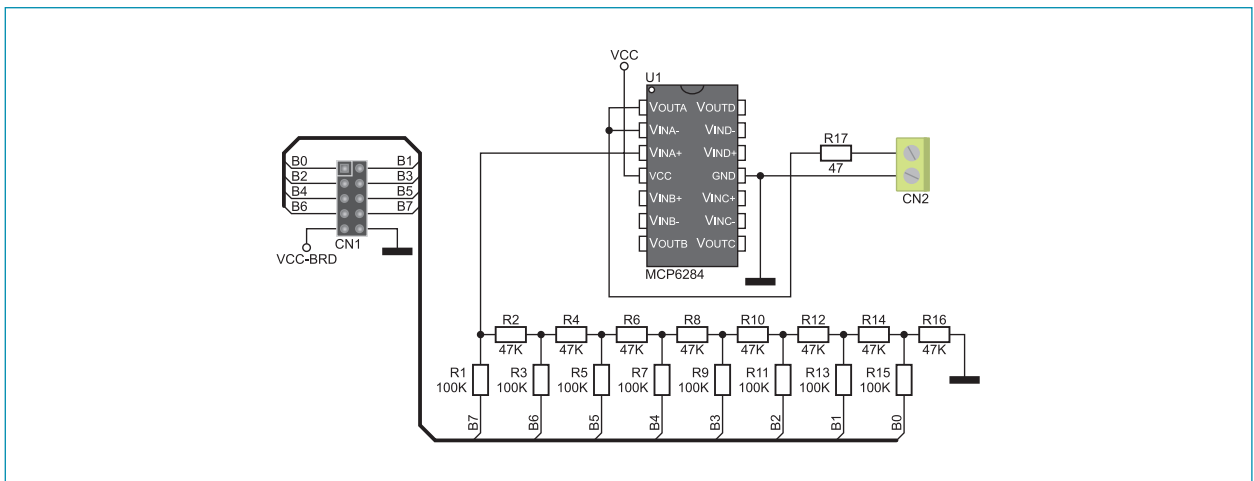 VCC
U1
VOUTA VOUTD
VINA- VIND-
VINA+ VIND+
VCC GND
VINB+ VINC+
VINB- VINC-
VOUTB VOUTC
MCP6284
R17
47
CN2
B0 B1
B2 B3
B4 B5
B6 B7
CN1
VCC-BRD
R2 R4 R6 R8 R10 R12 R14 R16
47K 47K 47K 47K 47K 47K 47K 47K
R1 R3 R5 R7 R9 R11 R13 R15
100K 100K 100K 100K 100K 100K 100K 100K
B7 B6 B5 B4 B3 B2 B1 B0